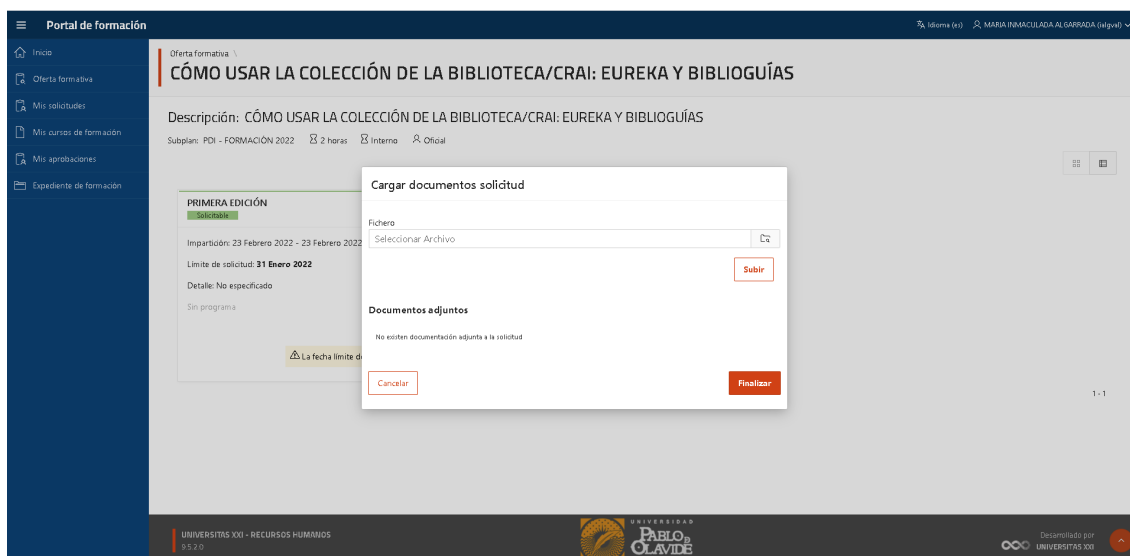 Portal de formación
Idioma (es) MARIA INMACULADA ALGARRADA (ialgval)
Inicio
Oferta formativa
Mis solicitudes
Mis cursos de formación
Mis aprobaciones
Expediente de formación
Oferta formativa \
CÓMO USAR LA COLECCIÓN DE LA BIBLIOTECA/CRAI: EUREKA Y BIBLIOGUÍAS
Descripción: CÓMO USAR LA COLECCIÓN DE LA BIBLIOTECA/CRAI: EUREKA Y BIBLIOGUÍAS
Subplan: PDI - FORMACIÓN 2022 2 horas Interno Oficial
PRIMERA EDICIÓN
Solicitable
Impartición: 23 Febrero 2022 - 23 Febrero 2022
Límite de solicitud: 31 Enero 2022
Detalle: No especificado
Sin programa
La fecha límite d
Cargar documentos solicitud
Fichero
Seleccionar Archivo
Subir
Documentos adjuntos
No existen documentación adjunta a la solicitud
Cancelar Finalizar
1 - 1
UNIVERSITAS XXI - RECURSOS HUMANOS
9.5.2.0
UNIVERSIDAD
PABLO DE
OLAVIDE
Desarrollado por
UNIVERSITAS XXI